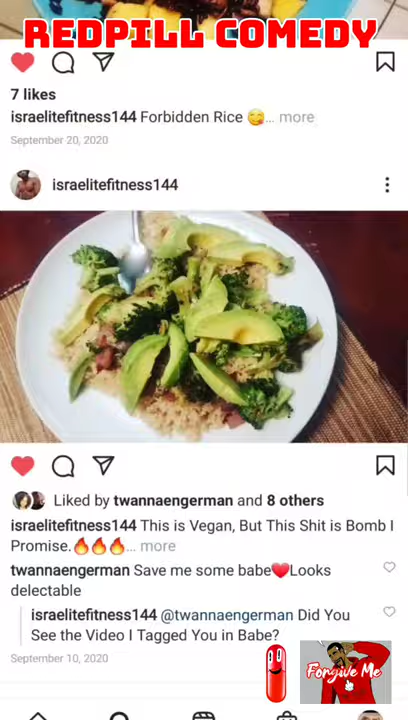 REDPILL COMEDY
7 likes
israelitefitness144 Forbidden Rice 😋... more
September 20, 2020
israelitefitness144
Liked by twannaengerman and 8 others
israelitefitness144 This is Vegan, But This Shit is Bomb I
Promise.🔥🔥🔥... more
twannaengerman Save me some babe❤️Looks
delectable
israelitefitness144 @twannaengerman Did You
See the Video I Tagged You in Babe?
September 10, 2020
Forgive Me